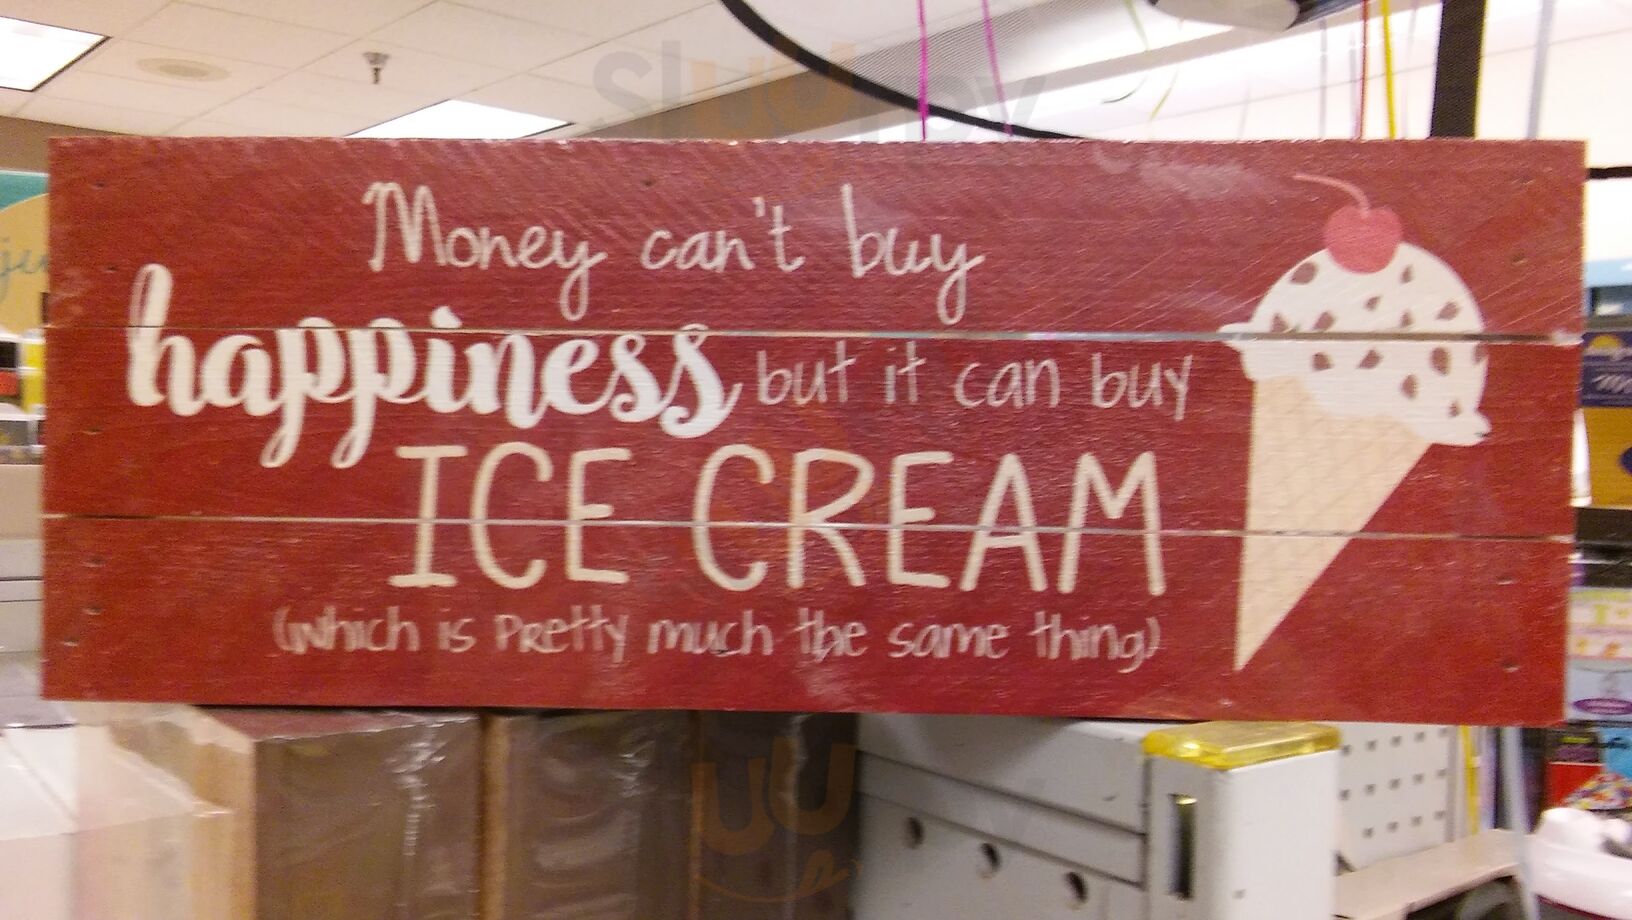 Money can't buy
happiness but it can buy
ICE CREAM
(which is Pretty much the same thing)